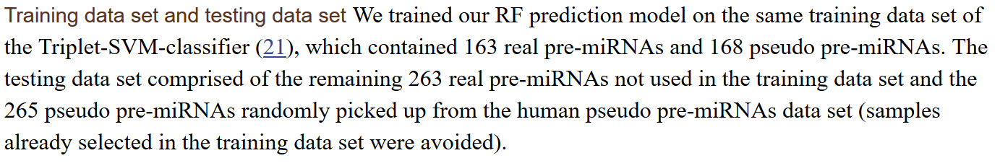 Training data set and testing data set We trained our RF prediction model on the same training data set of
the Triplet-SVM-classifier (21), which contained 163 real pre-miRNAs and 168 pseudo pre-miRNAs. The
testing data set comprised of the remaining 263 real pre-miRNAs not used in the training data set and the
265 pseudo pre-miRNAs randomly picked up from the human pseudo pre-miRNAs data set (samples
already selected in the training data set were avoided).